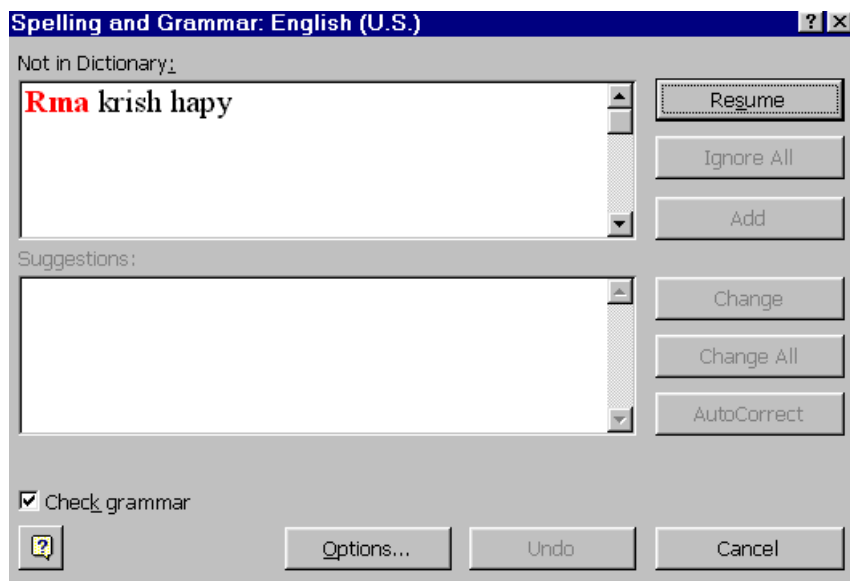 Spelling and Grammar: English (U.S.) ? ×
Not in Dictionary:
Rma krish hapy
Resume
Ignore All
Add
Suggestions:
Change
Change All
AutoCorrect
Check grammar
? Options... Undo Cancel